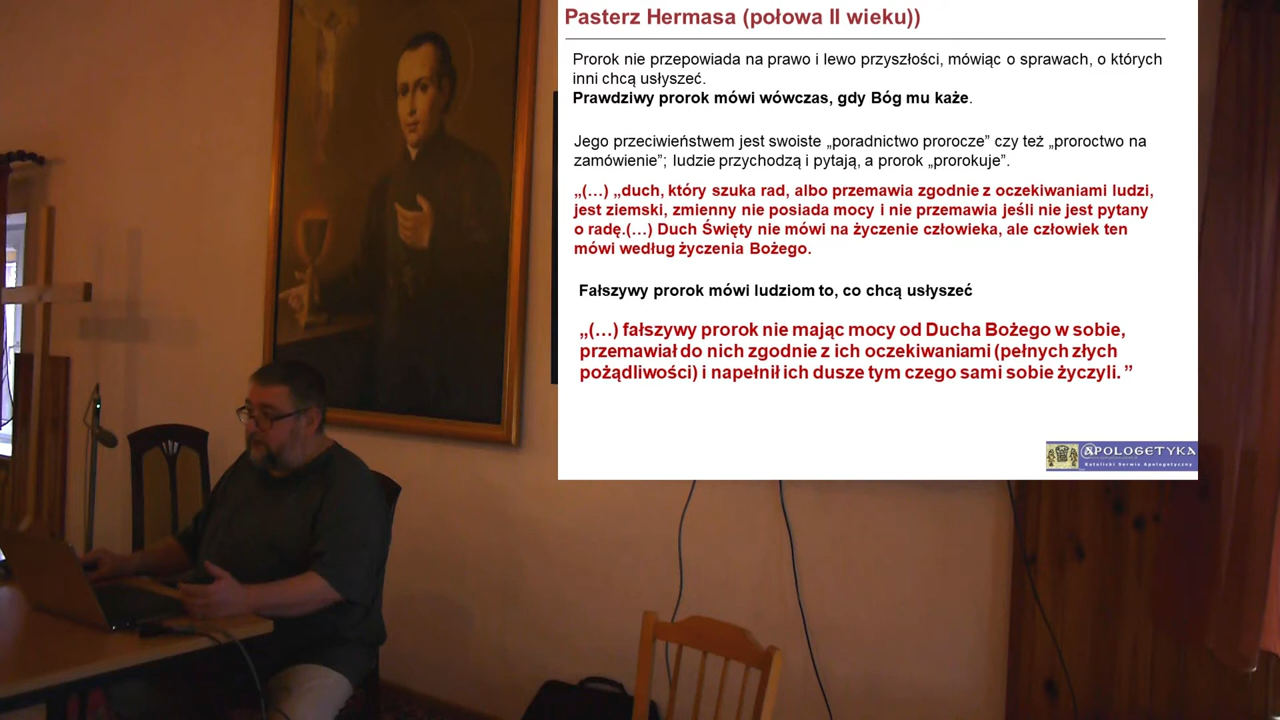 Pasterz Hermasa (połowa II wieku))
Prorok nie przepowiada na prawo i lewo przyszłości, mówiąc o sprawach, o których
inni chcą usłyszeć.
Prawdziwy prorok mówi wówczas, gdy Bóg mu każe.
Jego przeciwieństwem jest swoiste „poradnictwo prorocze” czy też „proroctwo na
zamówienie”; ludzie przychodzą i pytają, a prorok „prorokuje”.
„(…) „duch, który szuka rad, albo przemawia zgodnie z oczekiwaniami ludzi,
jest ziemski, zmienny nie posiada mocy i nie przemawia jeśli nie jest pytany
o radę.(…) Duch Święty nie mówi na życzenie człowieka, ale człowiek ten
mówi według życzenia Bożego.
Fałszywy prorok mówi ludziom to, co chcą usłyszeć
„(…) fałszywy prorok nie mając mocy od Ducha Bożego w sobie,
przemawiał do nich zgodnie z ich oczekiwaniami (pełnych złych
pożądliwości) i napełnił ich dusze tym czego sami sobie życzyli. ”
APOLOGETYKA
Katolicki Serwis Apologetyczny